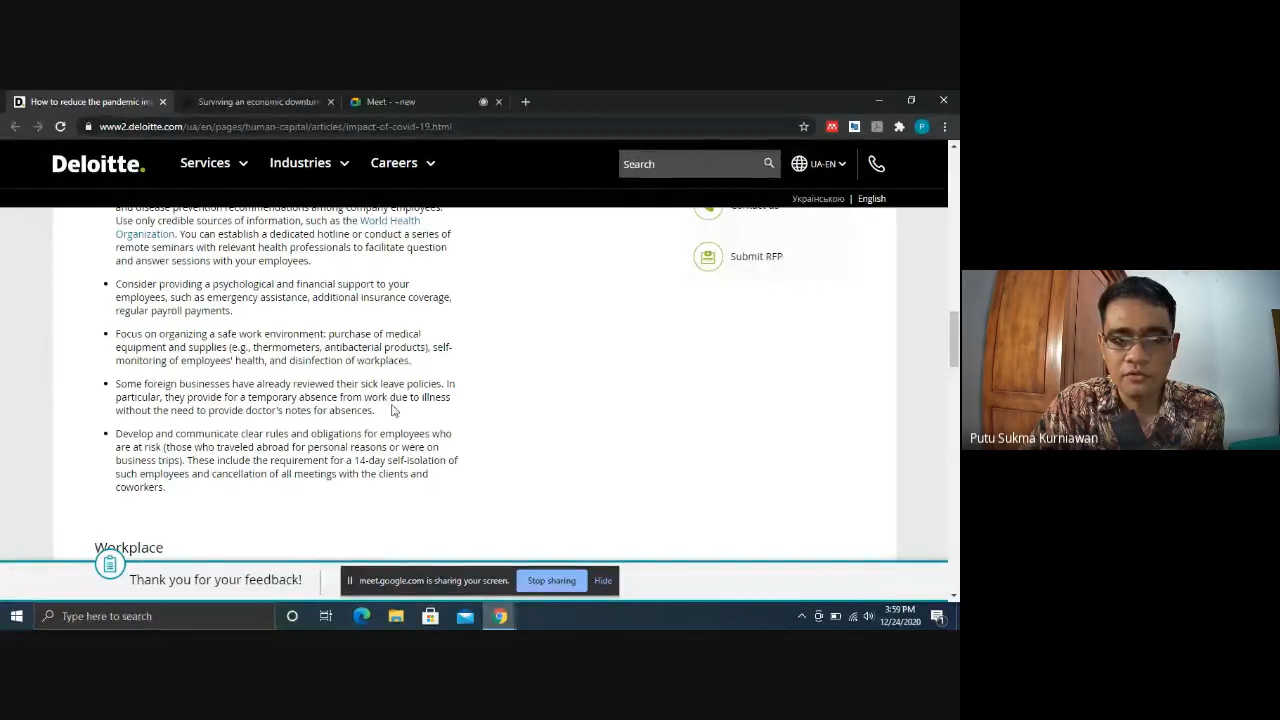 How to reduce the pandemic im
Surviving an economic downtur
Meet - ~new
www2.deloitte.com/ua/en/pages/human-capital/articles/impact-of-covid-19.html
P
Deloitte.
Services
Industries
Careers
Search
UA-EN
Українською | English
and disease prevention recommendations among company employees.
Use only credible sources of information, such as the World Health
Organization. You can establish a dedicated hotline or conduct a series of
remote seminars with relevant health professionals to facilitate question
and answer sessions with your employees.
Contact us
Submit RFP
• Consider providing a psychological and financial support to your
employees, such as emergency assistance, additional insurance coverage,
regular payroll payments.
• Focus on organizing a safe work environment: purchase of medical
equipment and supplies (e.g., thermometers, antibacterial products), self-
monitoring of employees' health, and disinfection of workplaces.
• Some foreign businesses have already reviewed their sick leave policies. In
particular, they provide for a temporary absence from work due to illness
without the need to provide doctor's notes for absences.
• Develop and communicate clear rules and obligations for employees who
are at risk (those who traveled abroad for personal reasons or were on
business trips). These include the requirement for a 14-day self-isolation of
such employees and cancellation of all meetings with the clients and
coworkers.
Workplace
Thank you for your feedback!
meet.google.com is sharing your screen.
Stop sharing
Hide
Type here to search
3:59 PM
12/24/2020
1
Putu Sukma Kurniawan